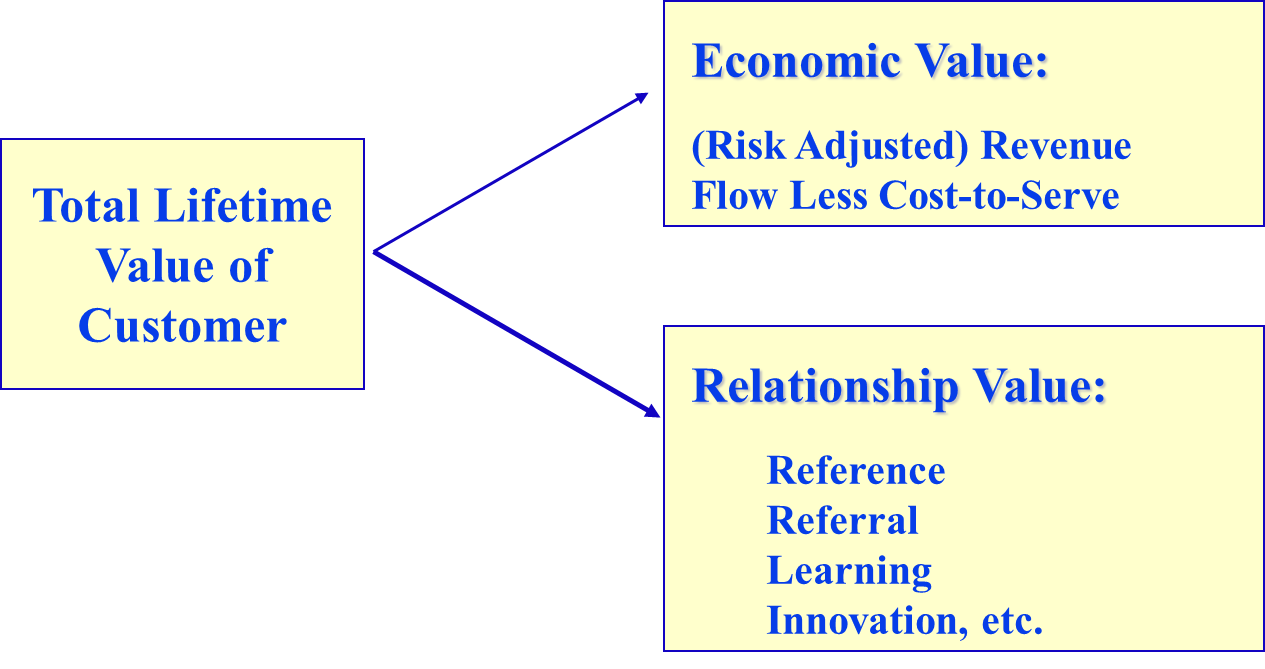 Total Lifetime
Value of
Customer
Economic Value:
(Risk Adjusted) Revenue
Flow Less Cost-to-Serve
Relationship Value:
Reference
Referral
Learning
Innovation, etc.